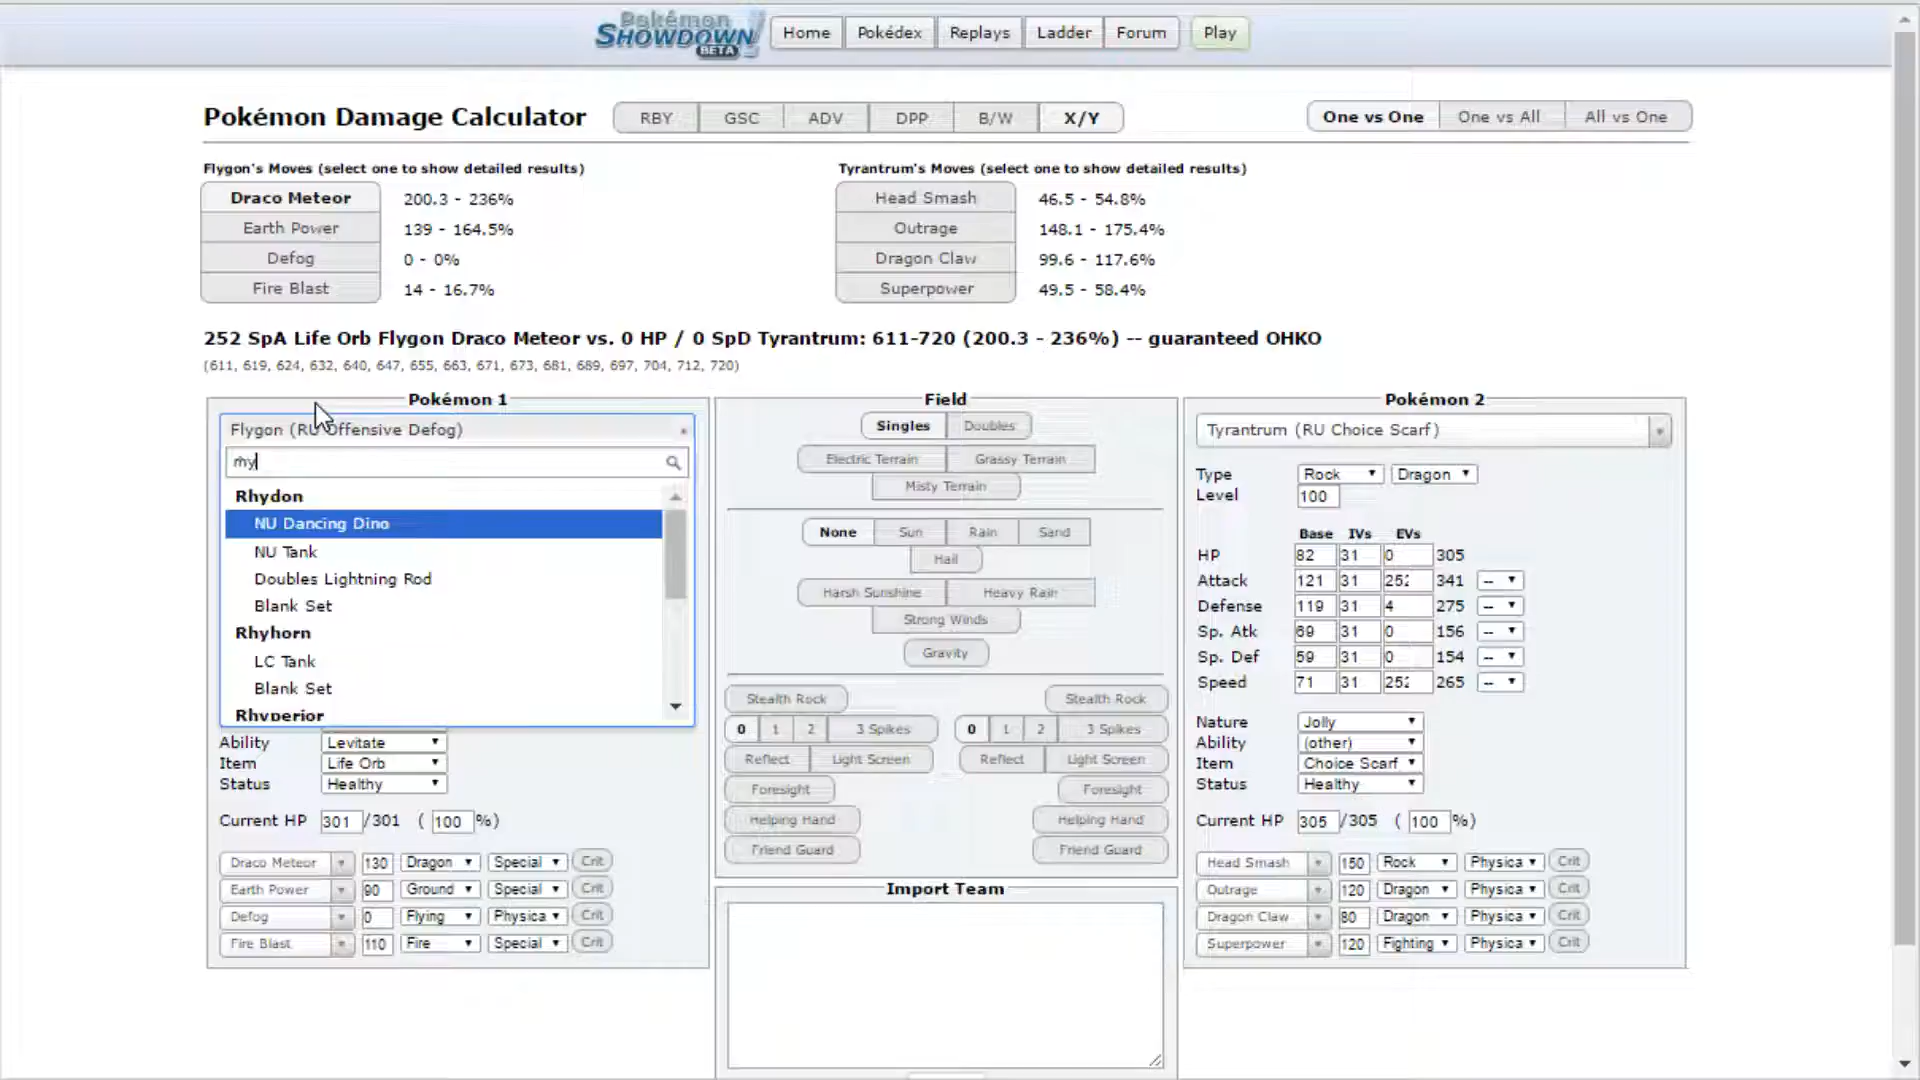 Pokémon
SHOWDOWN!
BETA
Home Pokédex Replays Ladder Forum Play
Pokémon Damage Calculator RBY GSC ADV DPP B/W X/Y One vs One One vs All All vs One
Flygon's Moves (select one to show detailed results) Tyrantrum's Moves (select one to show detailed results)
Draco Meteor 200.3 - 236% Head Smash 46.5 - 54.8%
Earth Power 139 - 164.5% Outrage 148.1 - 175.4%
Defog 0 - 0% Dragon Claw 99.6 - 117.6%
Fire Blast 14 - 16.7% Superpower 49.5 - 58.4%
252 SpA Life Orb Flygon Draco Meteor vs. 0 HP / 0 SpD Tyrantrum: 611-720 (200.3 - 236%) -- guaranteed OHKO
(611, 619, 624, 632, 640, 647, 655, 663, 671, 673, 681, 689, 697, 704, 712, 720)
Pokémon 1
Flygon (RU Offensive Defog)
rhy
Rhydon
NU Dancing Dino
NU Tank
Doubles Lightning Rod
Blank Set
Rhyhorn
LC Tank
Blank Set
Rhyperior
Ability Levitate
Item Life Orb
Status Healthy
Current HP 301 /301 ( 100 %)
Draco Meteor 130 Dragon Special Crit
Earth Power 90 Ground Special Crit
Defog 0 Flying Physica Crit
Fire Blast 110 Fire Special Crit
Field
Singles Doubles
Electric Terrain Grassy Terrain
Misty Terrain
None Sun Rain Sand
Hail
Harsh Sunshine Heavy Rain
Strong Winds
Gravity
Stealth Rock Stealth Rock
0 1 2 3 Spikes 0 1 2 3 Spikes
Reflect Light Screen Reflect Light Screen
Foresight Foresight
Helping Hand Helping Hand
Friend Guard Friend Guard
Import Team
Pokémon 2
Tyrantrum (RU Choice Scarf)
Type Rock Dragon
Level 100
Base IVs EVs
HP 82 31 0 305
Attack 121 31 252 341 --
Defense 119 31 4 275 --
Sp. Atk 69 31 0 156 --
Sp. Def 59 31 0 154 --
Speed 71 31 252 265 --
Nature Jolly
Ability (other)
Item Choice Scarf
Status Healthy
Current HP 305 /305 ( 100 %)
Head Smash 150 Rock Physica Crit
Outrage 120 Dragon Physica Crit
Dragon Claw 80 Dragon Physica Crit
Superpower 120 Fighting Physica Crit